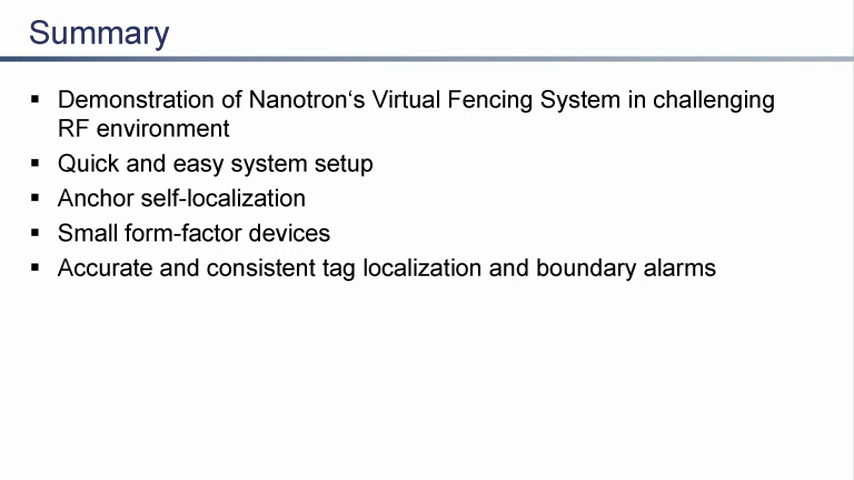 Summary
▪ Demonstration of Nanotron‘s Virtual Fencing System in challenging
RF environment
▪ Quick and easy system setup
▪ Anchor self-localization
▪ Small form-factor devices
▪ Accurate and consistent tag localization and boundary alarms